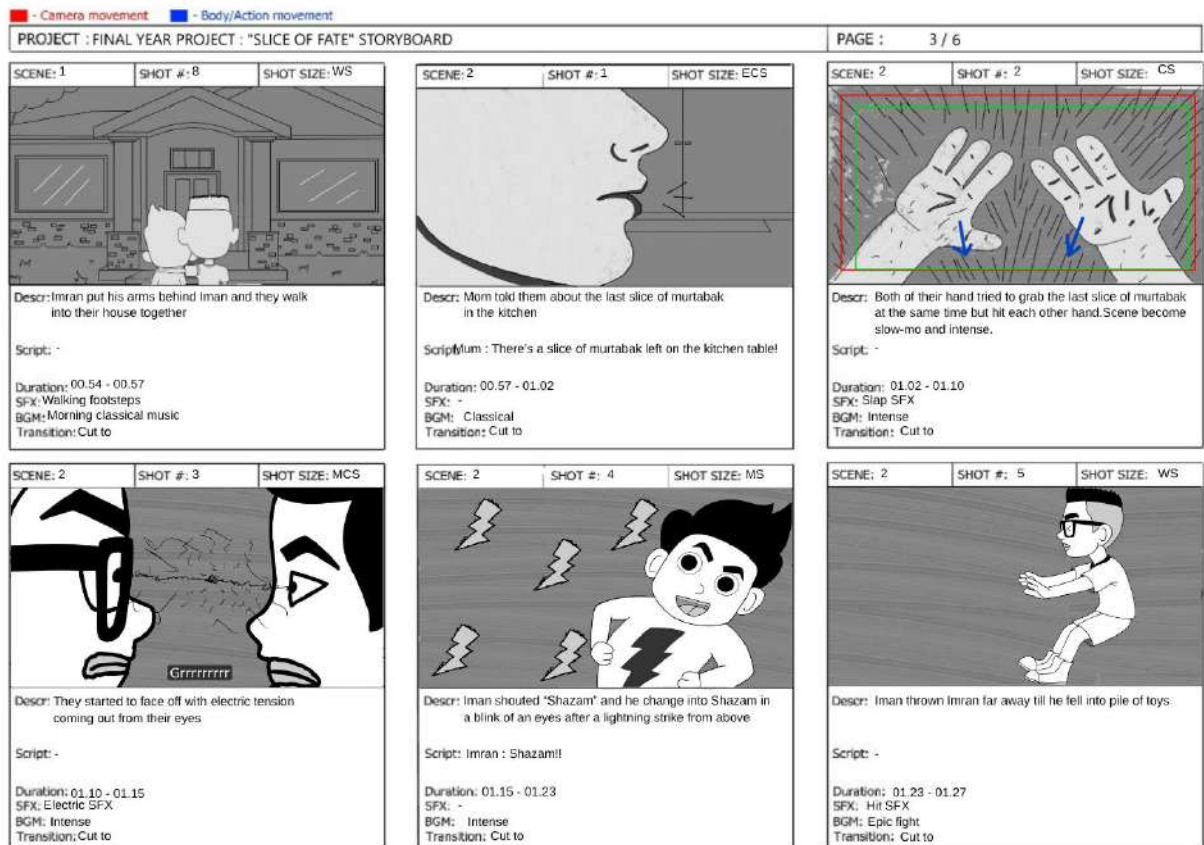 - Camera movement - Body/Action movement
PROJECT : FINAL YEAR PROJECT : "SLICE OF FATE" STORYBOARD PAGE : 3 / 6
SCENE: 1 SHOT #: 8 SHOT SIZE: WS
Descr: Imran put his arms behind Iman and they walk
into their house together
Script: -
Duration: 00.54 - 00.57
SFX: Walking footsteps
BGM: Morning classical music
Transition: Cut to
SCENE: 2 SHOT #: 1 SHOT SIZE: ECS
Descr: Mom told them about the last slice of murtabak
in the kitchen
Script: Mum : There's a slice of murtabak left on the kitchen table!
Duration: 00.57 - 01.02
SFX: -
BGM: Classical
Transition: Cut to
SCENE: 2 SHOT #: 2 SHOT SIZE: CS
Descr: Both of their hand tried to grab the last slice of murtabak
at the same time but hit each other hand.Scene become
slow-mo and intense.
Script: -
Duration: 01.02 - 01.10
SFX: Slap SFX
BGM: Intense
Transition: Cut to
SCENE: 2 SHOT #: 3 SHOT SIZE: MCS
Grrrrrrrrr
Descr: They started to face off with electric tension
coming out from their eyes
Script: -
Duration: 01.10 - 01.15
SFX: Electric SFX
BGM: Intense
Transition: Cut to
SCENE: 2 SHOT #: 4 SHOT SIZE: MS
Descr: Iman shouted "Shazam" and he change into Shazam in
a blink of an eyes after a lightning strike from above
Script: Imran : Shazam!!
Duration: 01.15 - 01.23
SFX: -
BGM: Intense
Transition: Cut to
SCENE: 2 SHOT #: 5 SHOT SIZE: WS
Descr: Iman thrown Imran far away till he fell into pile of toys
Script: -
Duration: 01.23 - 01.27
SFX: Hit SFX
BGM: Epic fight
Transition: Cut to